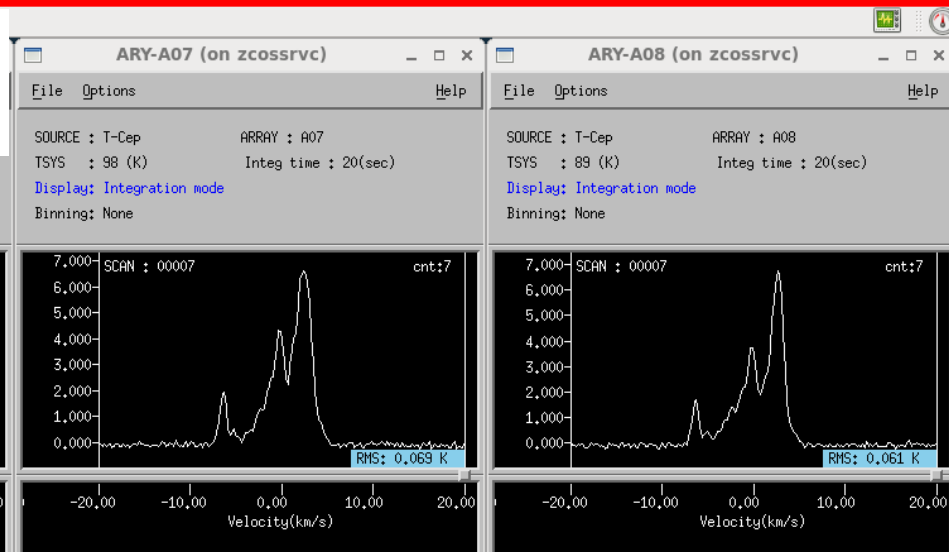 ARY-A07 (on zcossrvc)
File Options Help
SOURCE : T-Cep ARRAY : A07
TSYS : 98 (K) Integ time : 20(sec)
Display: Integration mode
Binning: None
SCAN : 00007 cnt:7
7.000
6.000
5.000
4.000
3.000
2.000
1.000
0.000
RMS: 0.069 K
-20.00 -10.00 0.00 10.00 20.00
Velocity(km/s)
ARY-A08 (on zcossrvc)
File Options Help
SOURCE : T-Cep ARRAY : A08
TSYS : 89 (K) Integ time : 20(sec)
Display: Integration mode
Binning: None
SCAN : 00007 cnt:7
7.000
6.000
5.000
4.000
3.000
2.000
1.000
0.000
RMS: 0.061 K
-20.00 -10.00 0.00 10.00 20.00
Velocity(km/s)